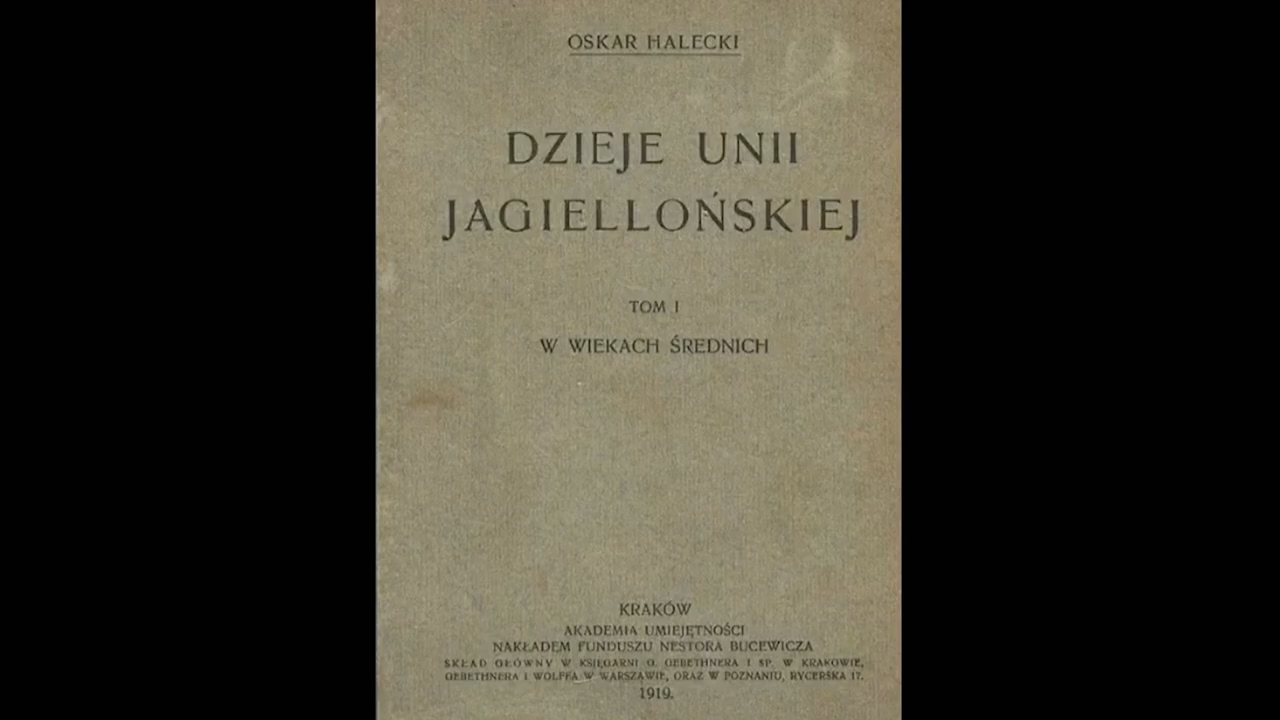 OSKAR HALECKI
DZIEJE UNII
JAGIELLOŃSKIEJ
TOM I
W WIEKACH ŚREDNICH
KRAKÓW
AKADEMIA UMIEJĘTNOŚCI
NAKŁADEM FUNDUSZU NESTORA BUCEWICZA
SKŁAD GŁÓWNY W KSIĘGARNI G. GEBETHNERA I SP. W KRAKOWIE,
GEBETHNERA I WOLFFA W WARSZAWIE, ORAZ W POZNANIU, RYCERSKA 17.
1919.